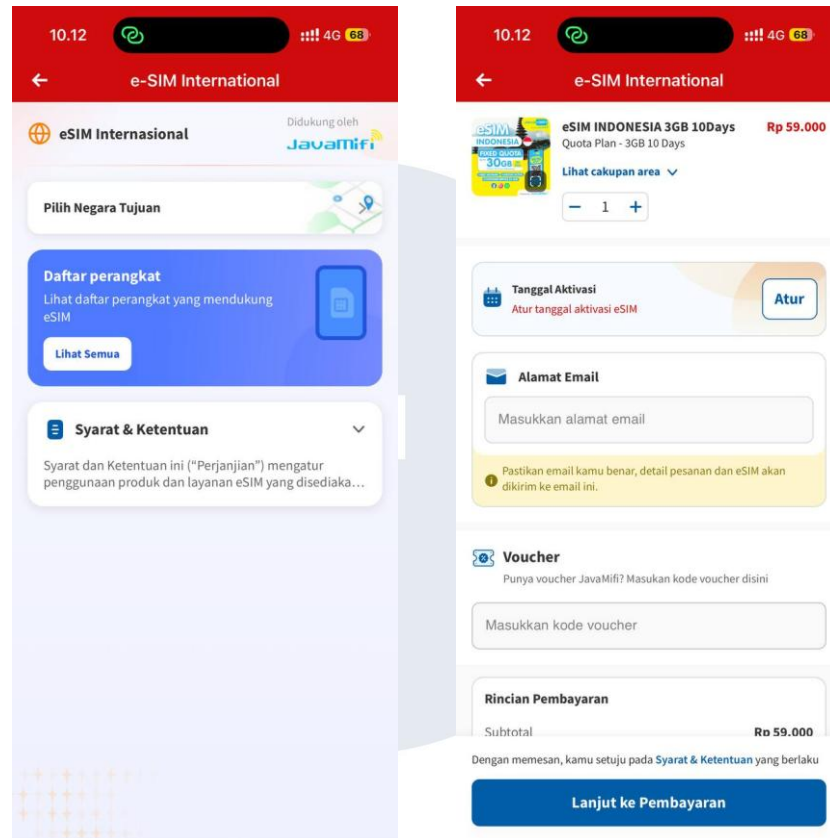 10.12
4G 68
e-SIM International
eSIM Internasional
Didukung oleh
JavaMifi
Pilih Negara Tujuan
Daftar perangkat
Lihat daftar perangkat yang mendukung
eSIM
Lihat Semua
Syarat & Ketentuan
Syarat dan Ketentuan ini (“Perjanjian”) mengatur
penggunaan produk dan layanan eSIM yang disediaka...
10.12
4G 68
e-SIM International
eSIM
INDONESIA
FIXED QUOTA
30GB
eSIM INDONESIA 3GB 10Days
Rp 59.000
Quota Plan - 3GB 10 Days
Lihat cakupan area
− 1 +
Tanggal Aktivasi
Atur tanggal aktivasi eSIM
Atur
Alamat Email
Masukkan alamat email
Pastikan email kamu benar, detail pesanan dan eSIM akan
dikirim ke email ini.
Voucher
Punya voucher JavaMifi? Masukan kode voucher disini
Masukkan kode voucher
Rincian Pembayaran
Subtotal Rp 59.000
Dengan memesan, kamu setuju pada Syarat & Ketentuan yang berlaku
Lanjut ke Pembayaran